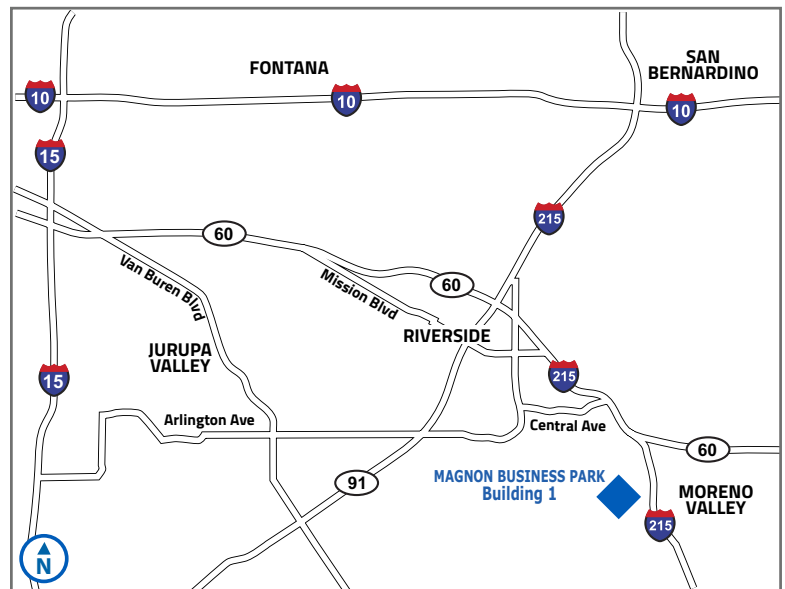 FONTANA
SAN
BERNARDINO
10
10
10
15
215
60
Van Buren Blvd
Mission Blvd
60
RIVERSIDE
JURUPA
VALLEY
15
215
Arlington Ave
Central Ave
60
91
MAGNON BUSINESS PARK
Building 1
MORENO
VALLEY
215
N